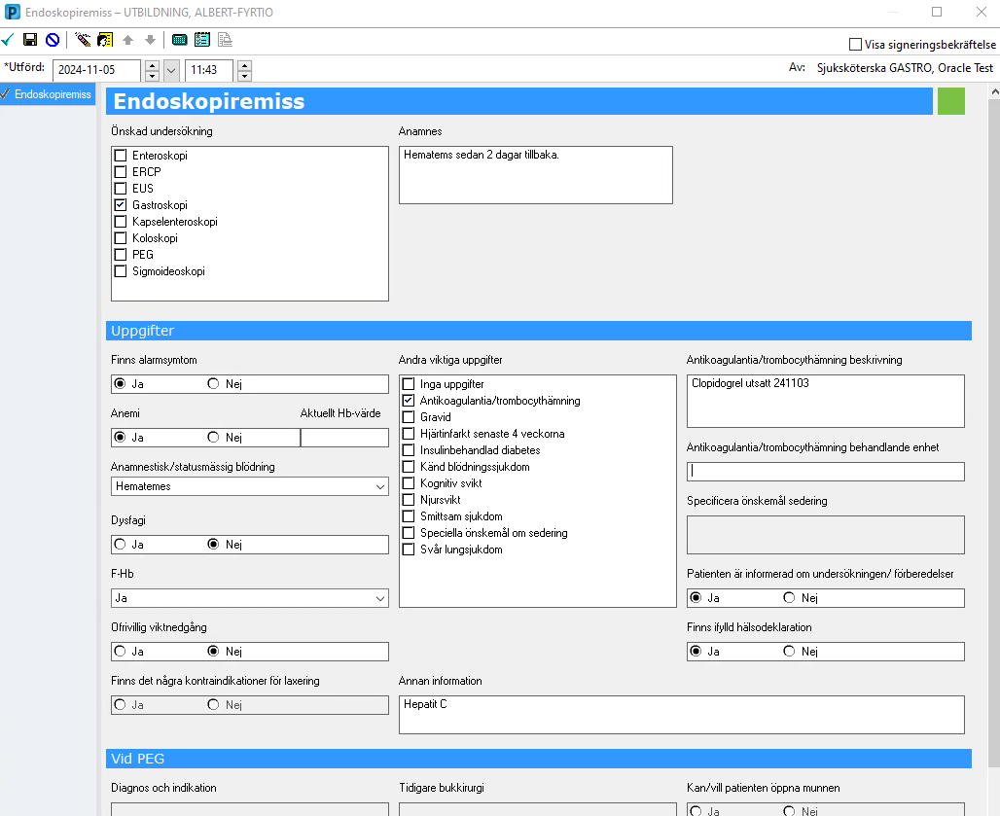 Endoskopiremiss – UTBILDNING, ALBERT-FYRTIO
Visa signeringsbekräftelse
*Utförd: 2024-11-05 11:43 Av: Sjuksköterska GASTRO, Oracle Test
Endoskopiremiss
Endoskopiremiss
Önskad undersökning
Enteroskopi
ERCP
EUS
Gastroskopi
Kapselenteroskopi
Koloskopi
PEG
Sigmoideoskopi
Anamnes
Hematems sedan 2 dagar tillbaka.
Uppgifter
Finns alarmsymtom
Ja Nej
Anemi Aktuellt Hb-värde
Ja Nej
Anamnestisk/statusmässig blödning
Hematemes
Dysfagi
Ja Nej
F-Hb
Ja
Ofrivillig viktnedgång
Ja Nej
Finns det några kontraindikationer för laxering
Ja Nej
Andra viktiga uppgifter
Inga uppgifter
Antikoagulantia/trombocythämning
Gravid
Hjärtinfarkt senaste 4 veckorna
Insulinbehandlad diabetes
Känd blödningssjukdom
Kognitiv svikt
Njursvikt
Smittsam sjukdom
Speciella önskemål om sedering
Svår lungsjukdom
Antikoagulantia/trombocythämning beskrivning
Clopidogrel utsatt 241103
Antikoagulantia/trombocythämning behandlande enhet
Specificera önskemål sedering
Patienten är informerad om undersökningen/ förberedelser
Ja Nej
Finns ifylld hälsodeklaration
Ja Nej
Annan information
Hepatit C
Vid PEG
Diagnos och indikation
Tidigare bukkirurgi
Kan/vill patienten öppna munnen
Ja Nej